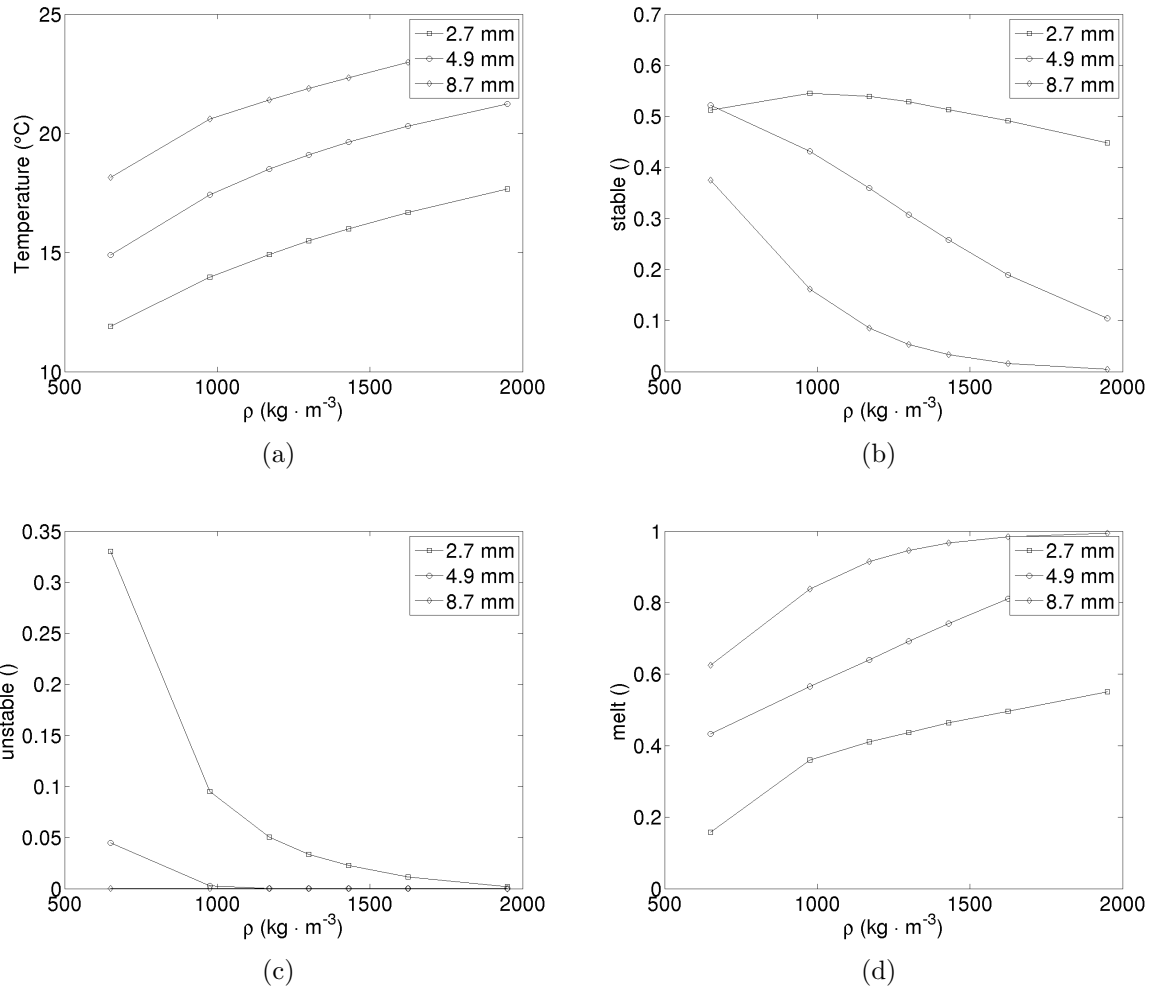 25
20
15
10
Temperature (°C)
500 1000 1500 2000
ρ (kg · m-3)
2.7 mm
4.9 mm
8.7 mm
(a)
0.7
0.6
0.5
0.4
0.3
0.2
0.1
0
stable ()
500 1000 1500 2000
ρ (kg · m-3)
2.7 mm
4.9 mm
8.7 mm
(b)
0.35
0.3
0.25
0.2
0.15
0.1
0.05
0
unstable ()
500 1000 1500 2000
ρ (kg · m-3)
2.7 mm
4.9 mm
8.7 mm
(c)
1
0.8
0.6
0.4
0.2
0
melt ()
500 1000 1500 2000
ρ (kg · m-3)
2.7 mm
4.9 mm
8.7 mm
(d)